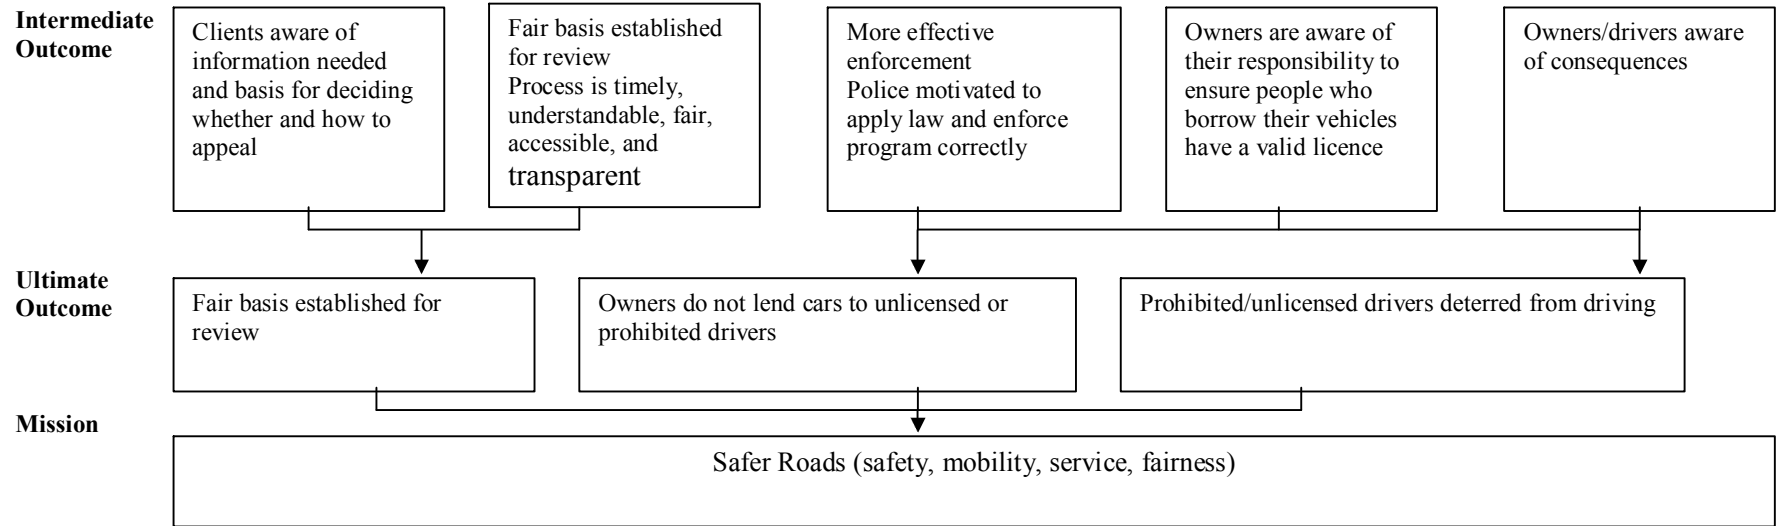 Intermediate
Outcome
Clients aware of
information needed
and basis for deciding
whether and how to
appeal
Fair basis established
for review
Process is timely,
understandable, fair,
accessible, and
transparent
More effective
enforcement
Police motivated to
apply law and enforce
program correctly
Owners are aware of
their responsibility to
ensure people who
borrow their vehicles
have a valid licence
Owners/drivers aware
of consequences
Ultimate
Outcome
Fair basis established for
review
Owners do not lend cars to unlicensed or
prohibited drivers
Prohibited/unlicensed drivers deterred from driving
Mission
Safer Roads (safety, mobility, service, fairness)